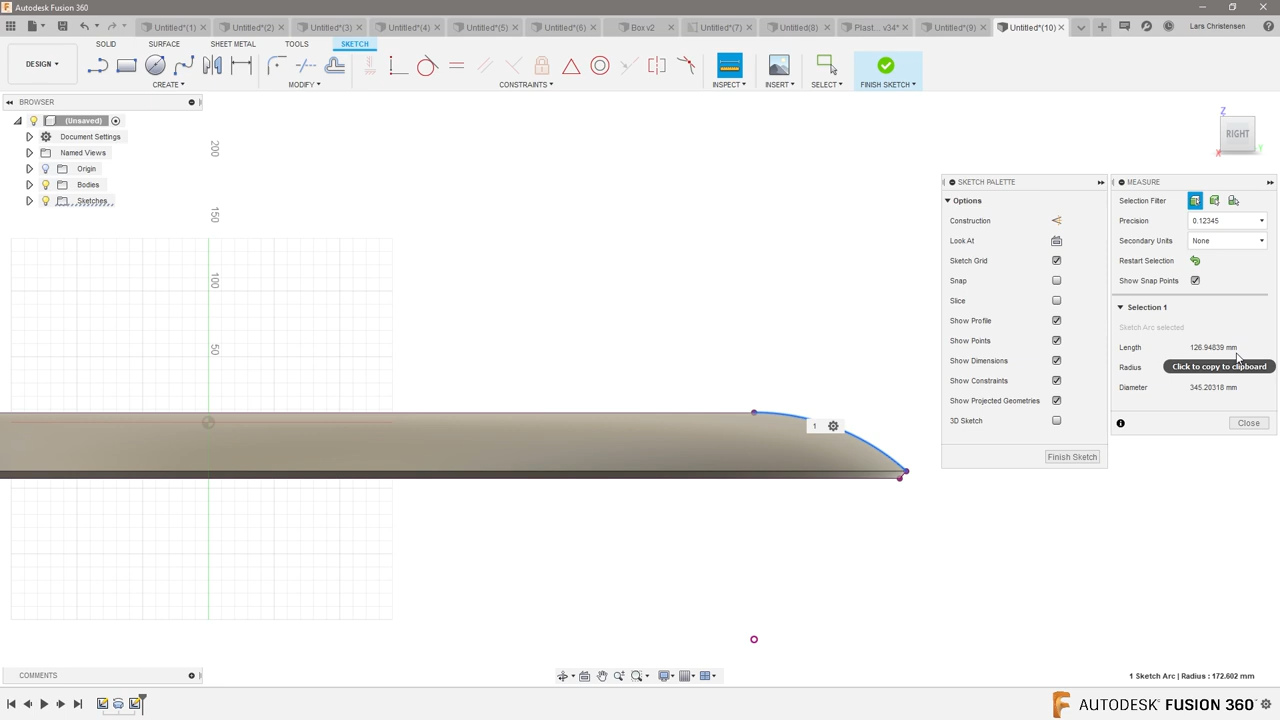 Autodesk Fusion 360
Untitled*(1)
Untitled*(2)
Untitled*(3)
Untitled*(4)
Untitled*(5)
Untitled*(6)
Box v2
Untitled*(7)
Untitled(8)
Plast... v34*
Untitled*(9)
Untitled*(10)
Lars Christensen
SOLID
SURFACE
SHEET METAL
TOOLS
SKETCH
DESIGN
CREATE
MODIFY
CONSTRAINTS
INSPECT
INSERT
SELECT
FINISH SKETCH
BROWSER
(Unsaved)
Document Settings
Named Views
Origin
Bodies
Sketches
200
150
100
50
Z
RIGHT
X
Y
SKETCH PALETTE
Options
Construction
Look At
Sketch Grid
Snap
Slice
Show Profile
Show Points
Show Dimensions
Show Constraints
Show Projected Geometries
3D Sketch
Finish Sketch
MEASURE
Selection Filter
Precision 0.12345
Secondary Units None
Restart Selection
Show Snap Points
Selection 1
Sketch Arc selected
Length 126.94839 mm
Radius
Click to copy to clipboard
Diameter 345.20318 mm
Close
1
COMMENTS
1 Sketch Arc | Radius : 172.602 mm
AUTODESK FUSION 360